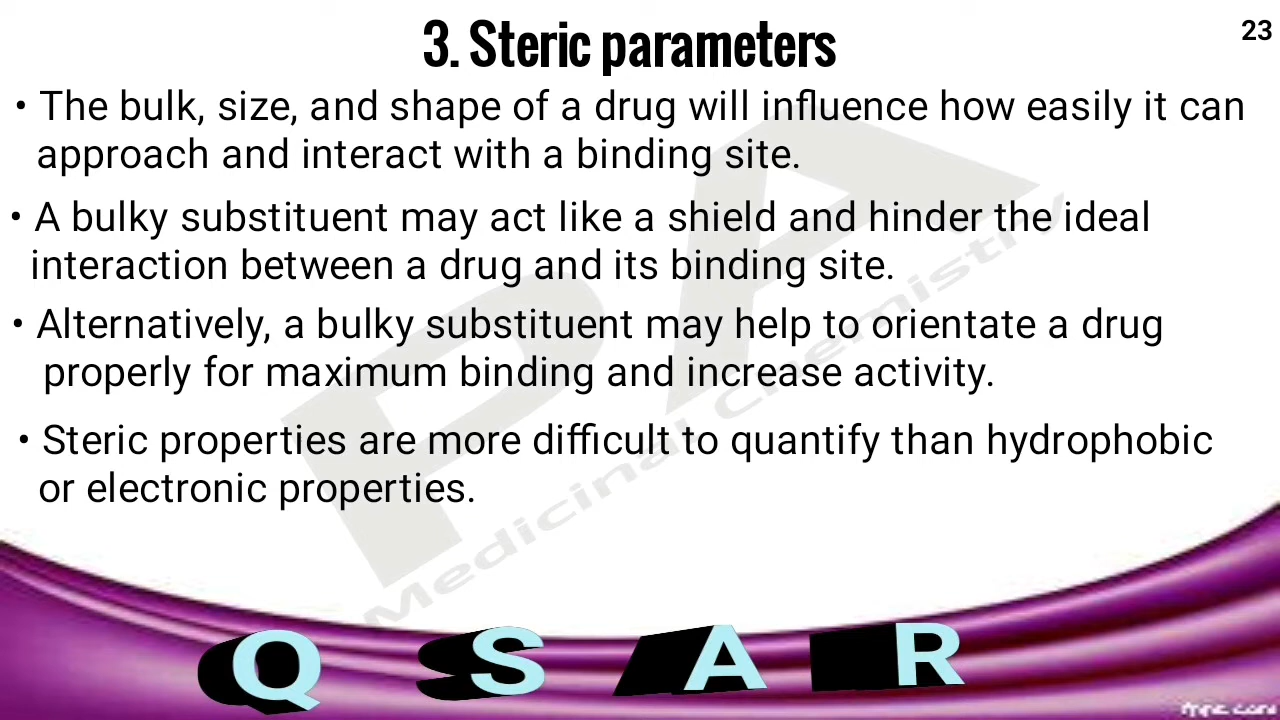 3. Steric parameters
23
• The bulk, size, and shape of a drug will influence how easily it can
approach and interact with a binding site.
• A bulky substituent may act like a shield and hinder the ideal
interaction between a drug and its binding site.
• Alternatively, a bulky substituent may help to orientate a drug
properly for maximum binding and increase activity.
• Steric properties are more difficult to quantify than hydrophobic
or electronic properties.
PA
Medicinal Chemistry
Q S A R